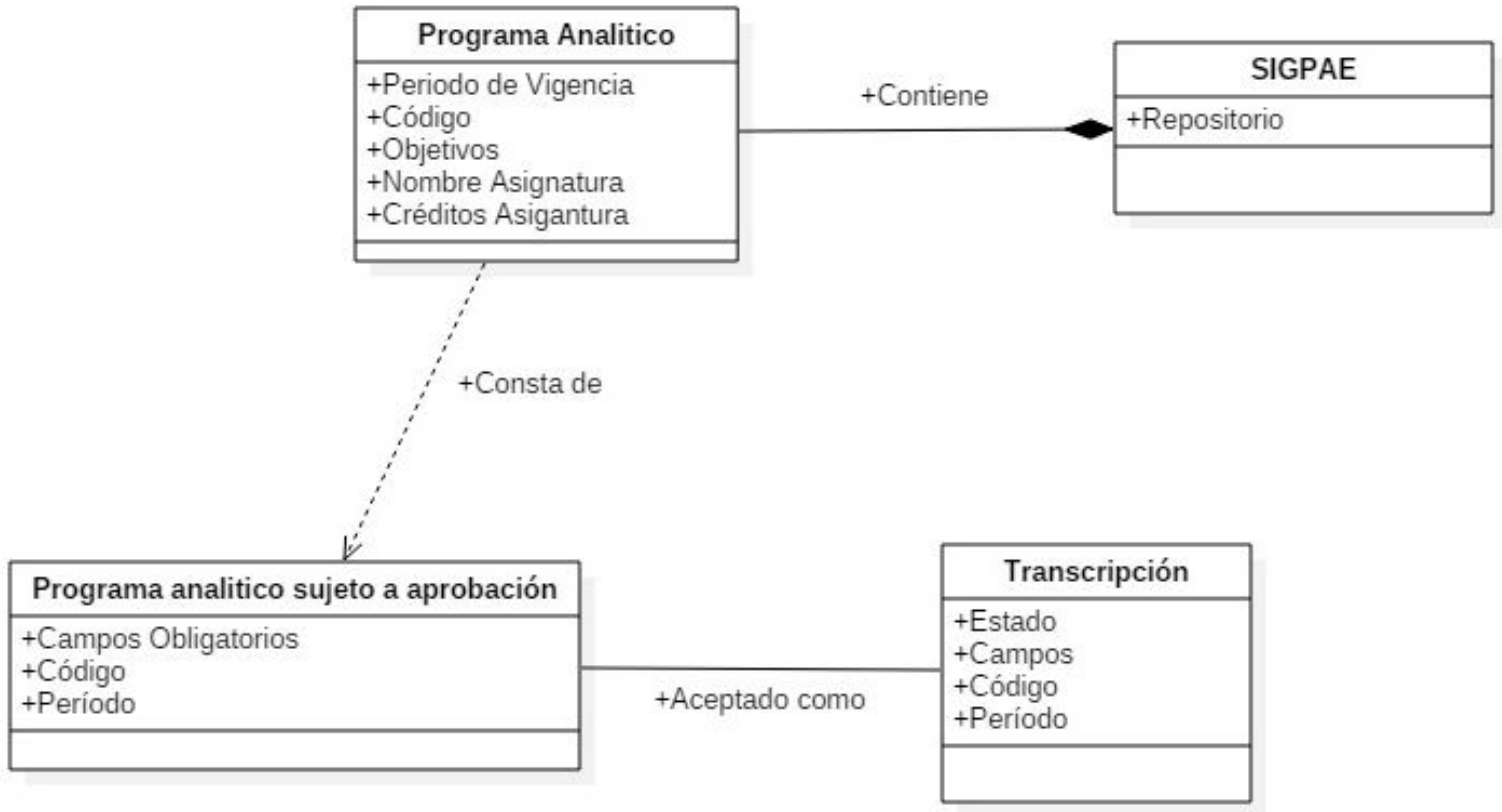 Programa Analitico
+Periodo de Vigencia
+Código
+Objetivos
+Nombre Asignatura
+Créditos Asigantura
+Contiene
SIGPAE
+Repositorio
+Consta de
Programa analitico sujeto a aprobación
+Campos Obligatorios
+Código
+Período
+Aceptado como
Transcripción
+Estado
+Campos
+Código
+Período